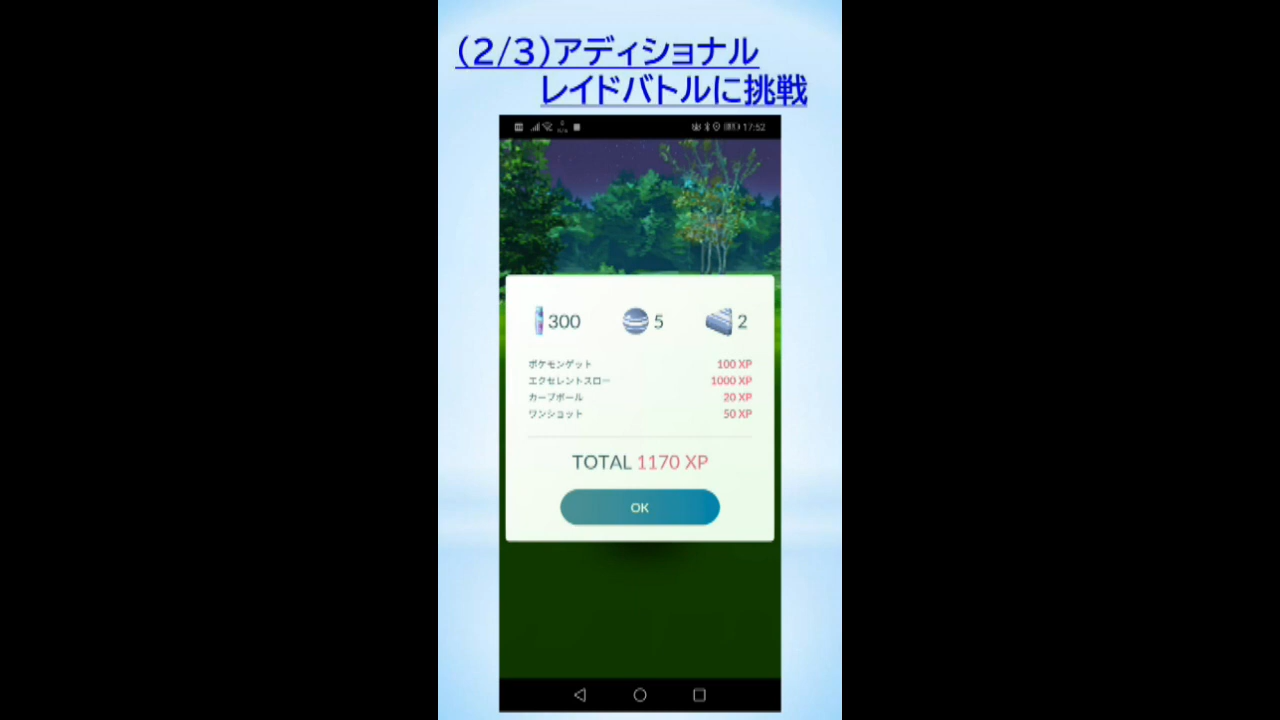 (2/3)アディショナル
レイドバトルに挑戦
17:52
300 5 2
ポケモンゲット 100 XP
エクセレントスロー 1000 XP
カーブボール 20 XP
ワンショット 50 XP
TOTAL 1170 XP
OK